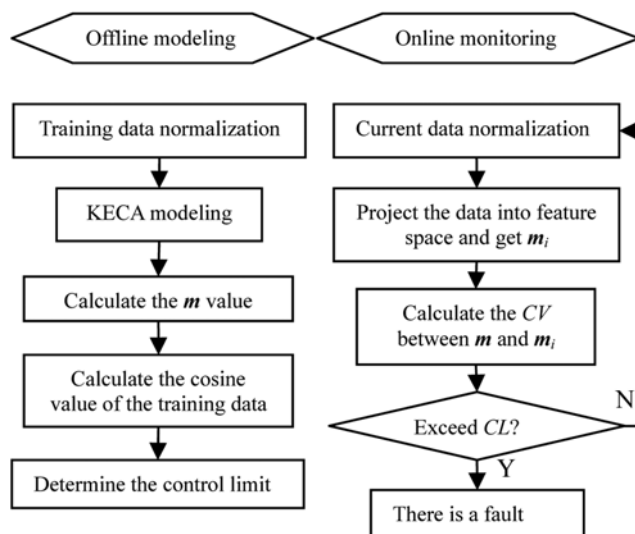 Offline modeling
Online monitoring
Training data normalization
KECA modeling
Calculate the m value
Calculate the cosine
value of the training data
Determine the control limit
Current data normalization
Project the data into feature
space and get mi
Calculate the CV
between m and mi
Exceed CL?
N
Y
There is a fault